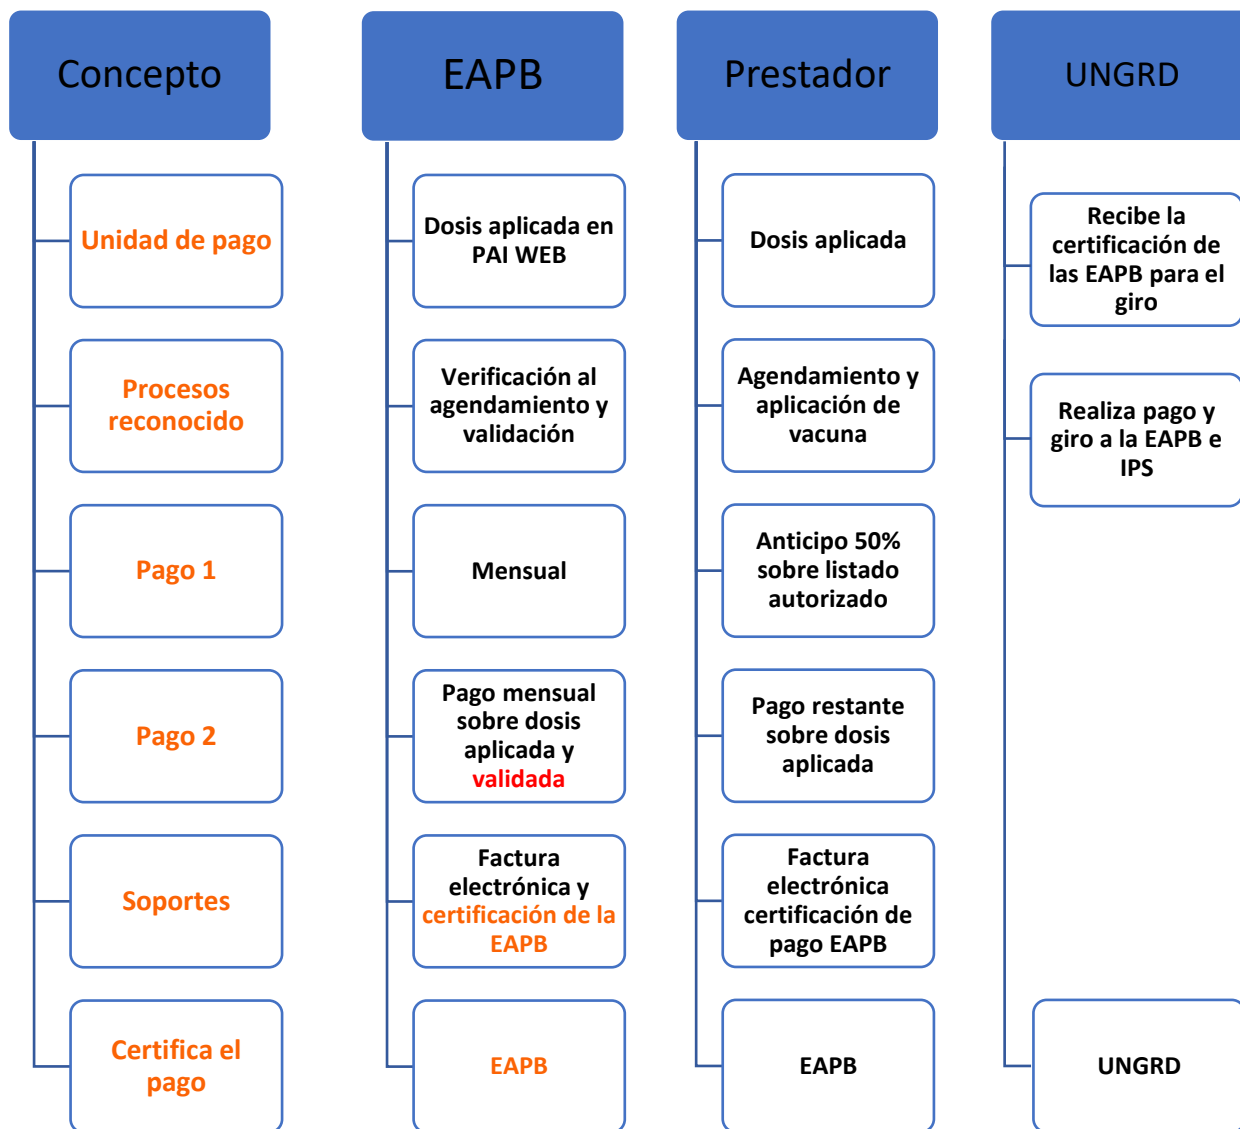 Concepto
Unidad de pago
Procesos
reconocido
Pago 1
Pago 2
Soportes
Certifica el
pago
EAPB
Dosis aplicada en
PAI WEB
Verificación al
agendamiento y
validación
Mensual
Pago mensual
sobre dosis
aplicada y
validada
Factura
electrónica y
certificación de la
EAPB
EAPB
Prestador
Dosis aplicada
Agendamiento y
aplicación de
vacuna
Anticipo 50%
sobre listado
autorizado
Pago restante
sobre dosis
aplicada
Factura
electrónica
certificación de
pago EAPB
EAPB
UNGRD
Recibe la
certificación de
las EAPB para el
giro
Realiza pago y
giro a la EAPB e
IPS
UNGRD